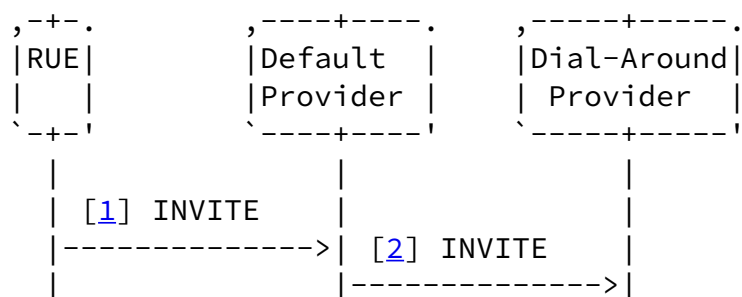 ,-+-.         ,----+----.    ,-----+-----.
|RUE|         |Default  |    |Dial-Around|
|   |         |Provider |    | Provider  |
`-+-'         `----+----'    `-----+-----'
  |                |               |
  | [1] INVITE     |               |
  |--------------->| [2] INVITE    |
  |                |-------------->|